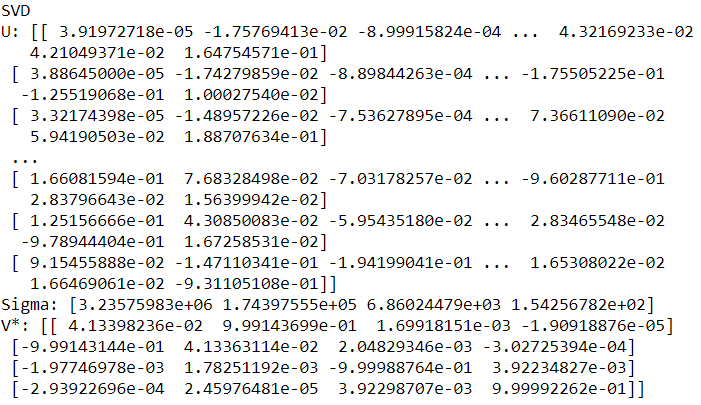 SVD
U: [[ 3.91972718e-05 -1.75769413e-02 -8.99915824e-04 ...  4.32169233e-02
   4.21049371e-02  1.64754571e-01]
 [ 3.88645000e-05 -1.74279859e-02 -8.89844263e-04 ... -1.75505225e-01
  -1.25519068e-01  1.00027540e-02]
 [ 3.32174398e-05 -1.48957226e-02 -7.53627895e-04 ...  7.36611090e-02
   5.94190503e-02  1.88707634e-01]
 ...
 [ 1.66081594e-01  7.68328498e-02 -7.03178257e-02 ... -9.60287711e-01
   2.83796643e-02  1.56399942e-02]
 [ 1.25156666e-01  4.30850083e-02 -5.95435180e-02 ...  2.83465548e-02
  -9.78944404e-01  1.67258531e-02]
 [ 9.15455888e-02 -1.47110341e-01 -1.94199041e-01 ...  1.65308022e-02
   1.66469061e-02 -9.31105108e-01]]
Sigma: [3.23575983e+06 1.74397555e+05 6.86024479e+03 1.54256782e+02]
V*: [[ 4.13398236e-02  9.99143699e-01  1.69918151e-03 -1.90918876e-05]
 [-9.99143144e-01  4.13363114e-02  2.04829346e-03 -3.02725394e-04]
 [-1.97746978e-03  1.78251192e-03 -9.99988764e-01  3.92234827e-03]
 [-2.93922696e-04  2.45976481e-05  3.92298707e-03  9.99992262e-01]]